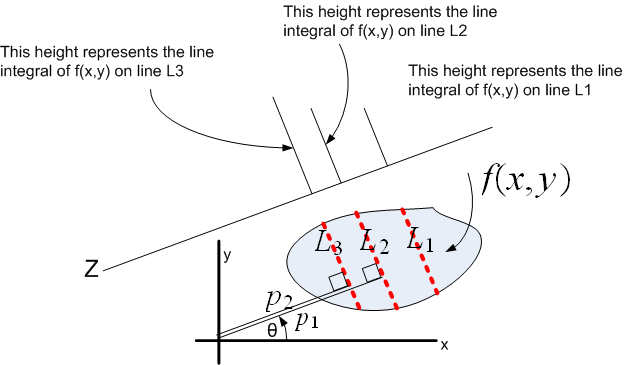 This height represents the line
integral of f(x,y) on line L2
This height represents the line
integral of f(x,y) on line L3
This height represents the line
integral of f(x,y) on line L1
f(x, y)
L3 L2 L1
Z
y
p2
p1
θ
x